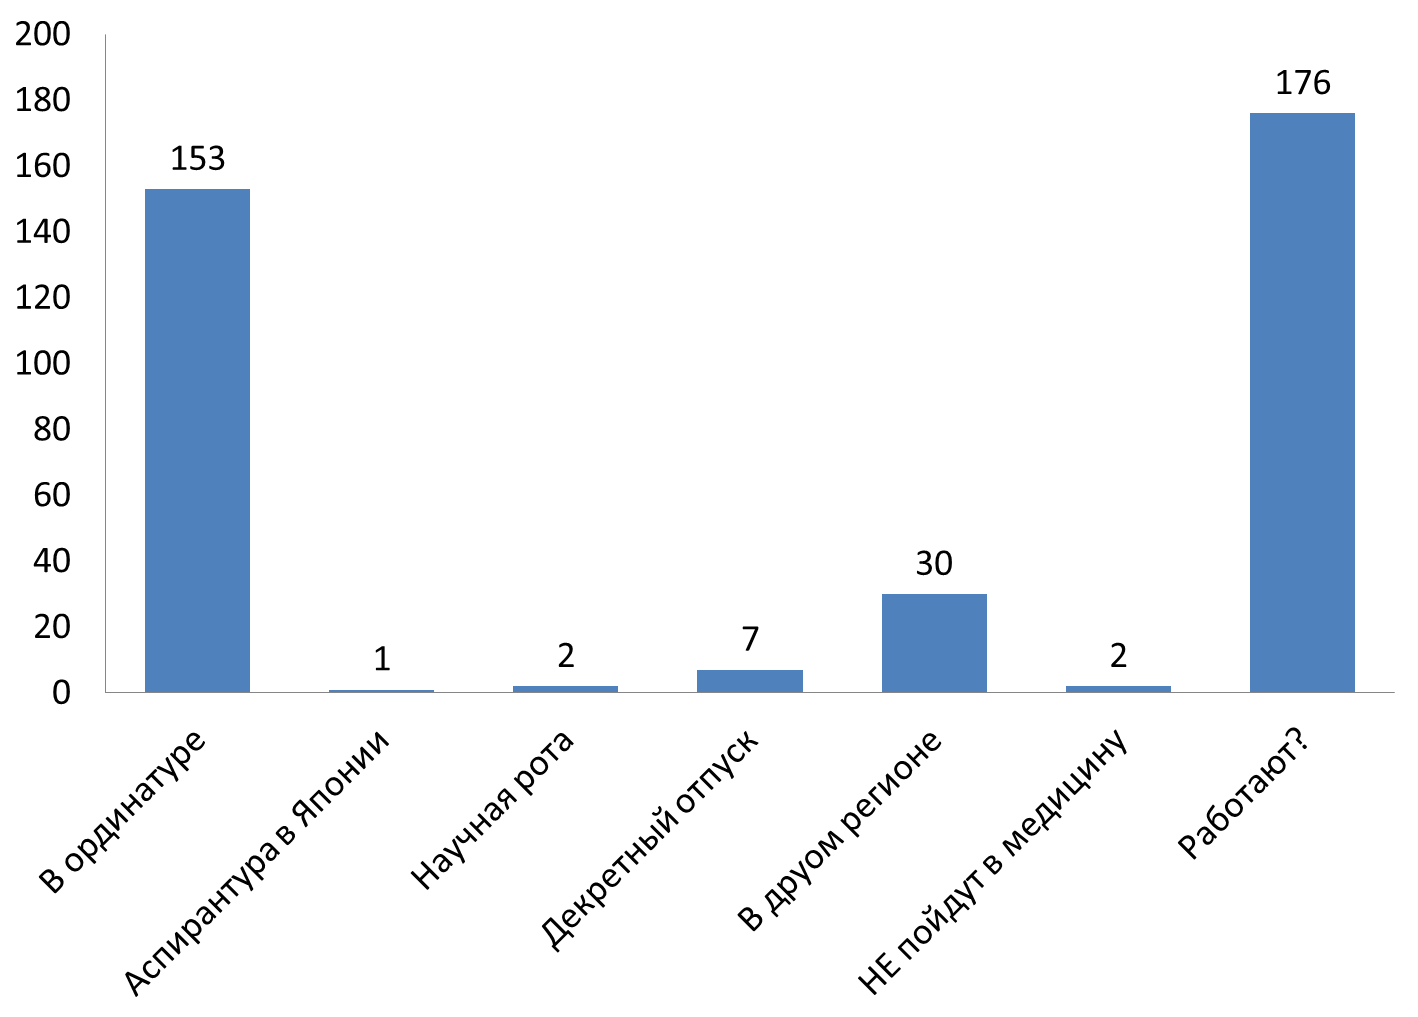 200
180
160
140
120
100
80
60
40
20
0
153
1
2
7
30
2
176
В ординатуре
Аспирантура в Японии
Научная рота
Декретный отпуск
В друом регионе
НЕ пойдут в медицину
Работают?